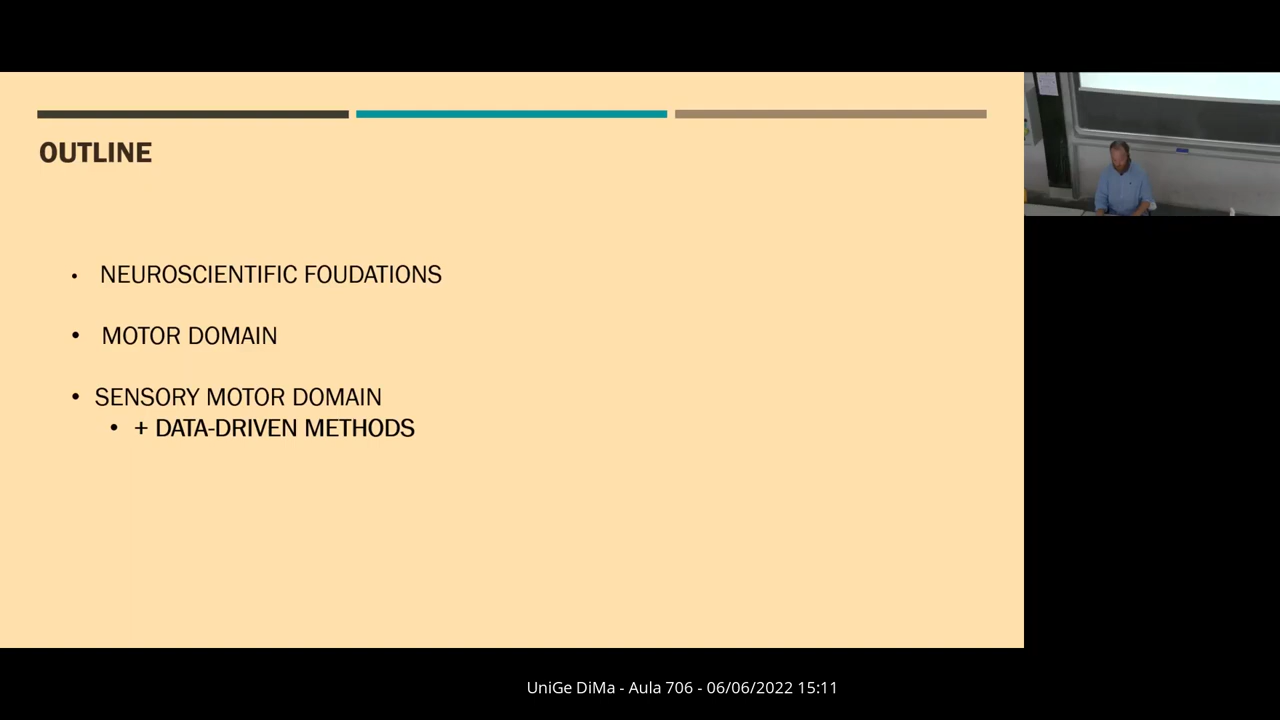 OUTLINE
• NEUROSCIENTIFIC FOUDATIONS
• MOTOR DOMAIN
• SENSORY MOTOR DOMAIN
• + DATA-DRIVEN METHODS
UniGe DiMa - Aula 706 - 06/06/2022 15:11